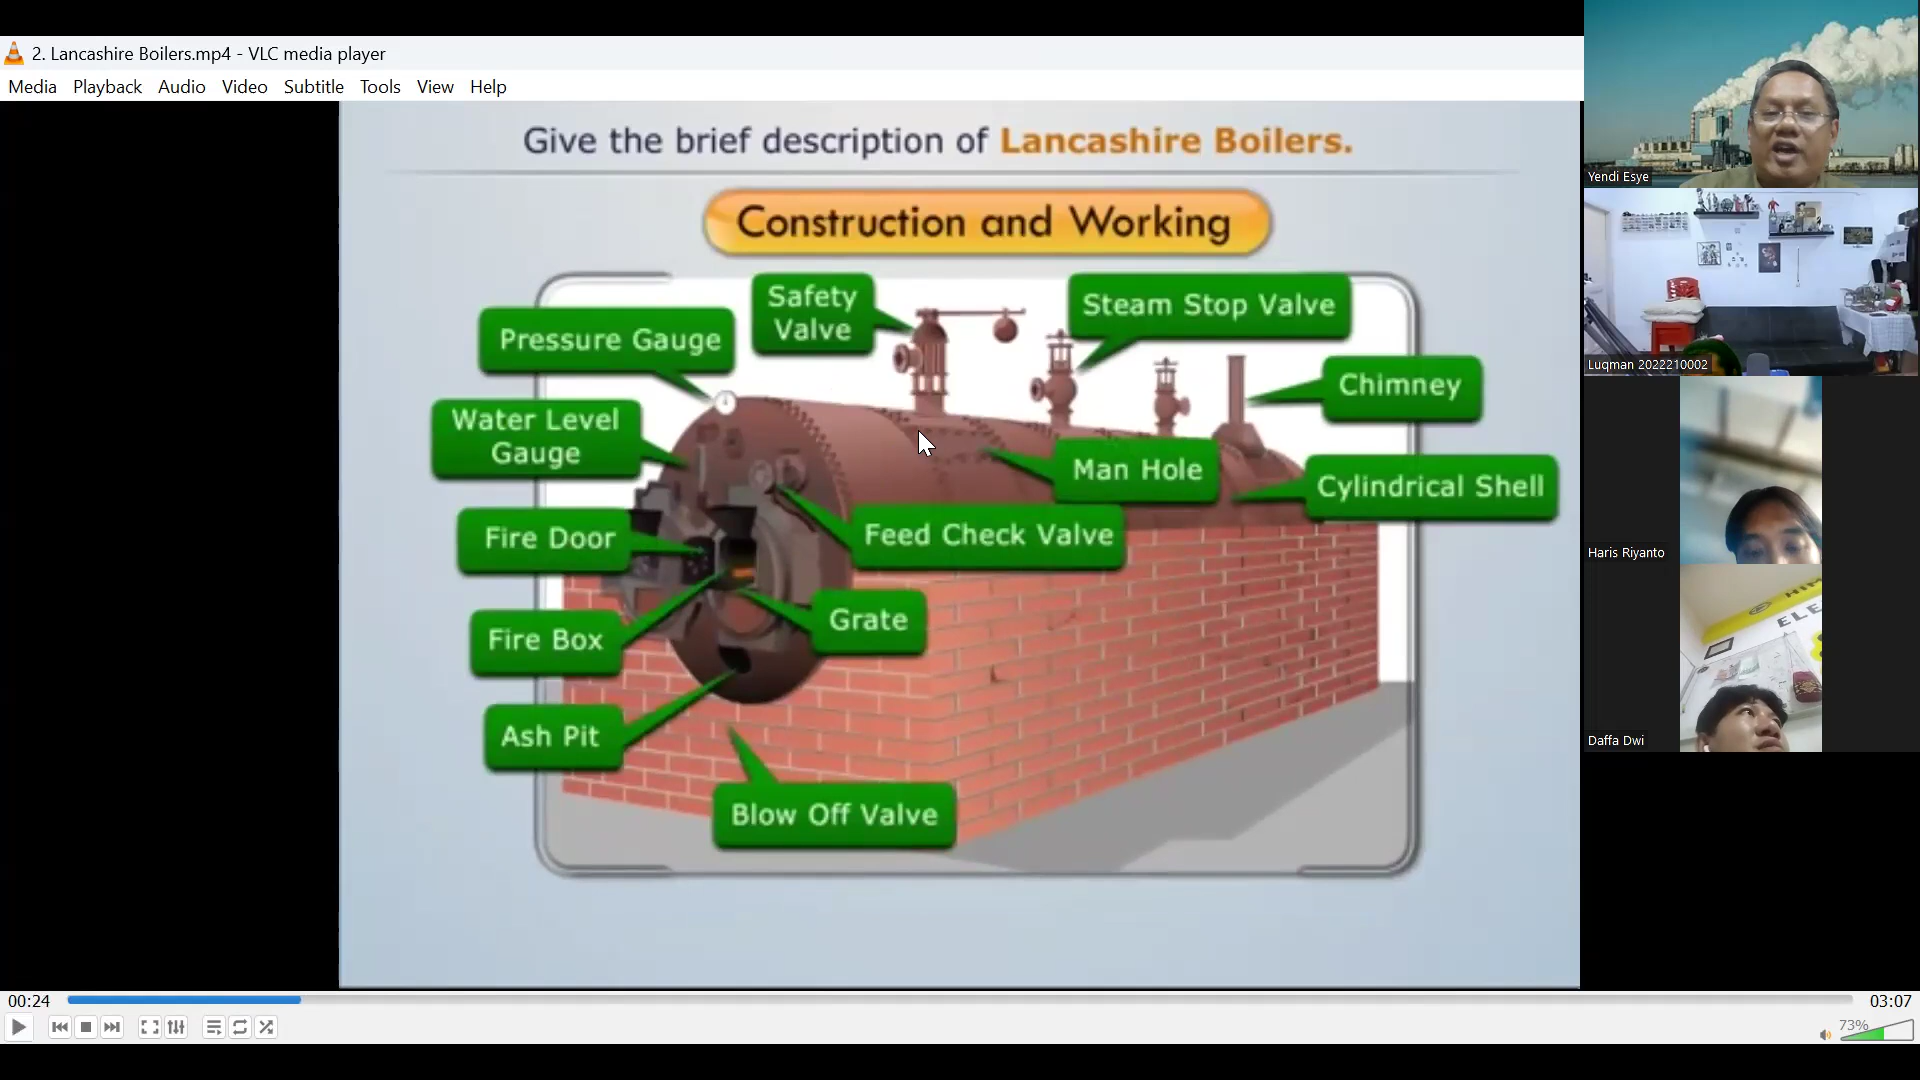 2. Lancashire Boilers.mp4 - VLC media player
Media Playback Audio Video Subtitle Tools View Help
Give the brief description of Lancashire Boilers.
Construction and Working
Safety
Valve
Steam Stop Valve
Pressure Gauge
Chimney
Water Level
Gauge
Man Hole
Cylindrical Shell
Fire Door
Feed Check Valve
Grate
Fire Box
Ash Pit
Blow Off Valve
00:24
03:07
73%
Yendi Esye
Luqman 2022210002
Haris Riyanto
Daffa Dwi